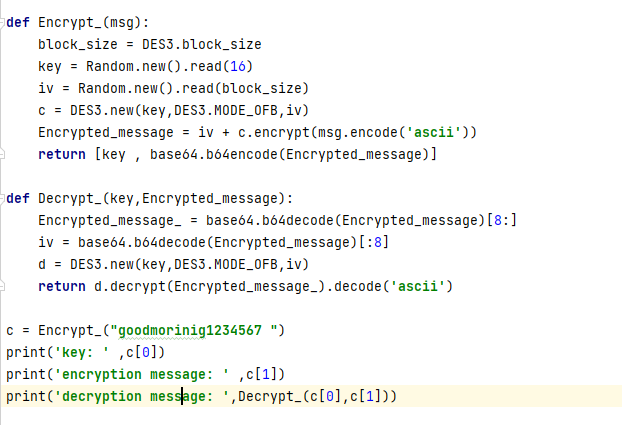 def Encrypt_(msg):
    block_size = DES3.block_size
    key = Random.new().read(16)
    iv = Random.new().read(block_size)
    c = DES3.new(key,DES3.MODE_OFB,iv)
    Encrypted_message = iv + c.encrypt(msg.encode('ascii'))
    return [key , base64.b64encode(Encrypted_message)]
def Decrypt_(key,Encrypted_message):
    Encrypted_message_ = base64.b64decode(Encrypted_message)[8:]
    iv = base64.b64decode(Encrypted_message)[:8]
    d = DES3.new(key,DES3.MODE_OFB,iv)
    return d.decrypt(Encrypted_message_).decode('ascii')
c = Encrypt_("goodmorinig1234567 ")
print('key: ' ,c[0])
print('encryption message: ' ,c[1])
print('decryption message: ',Decrypt_(c[0],c[1]))